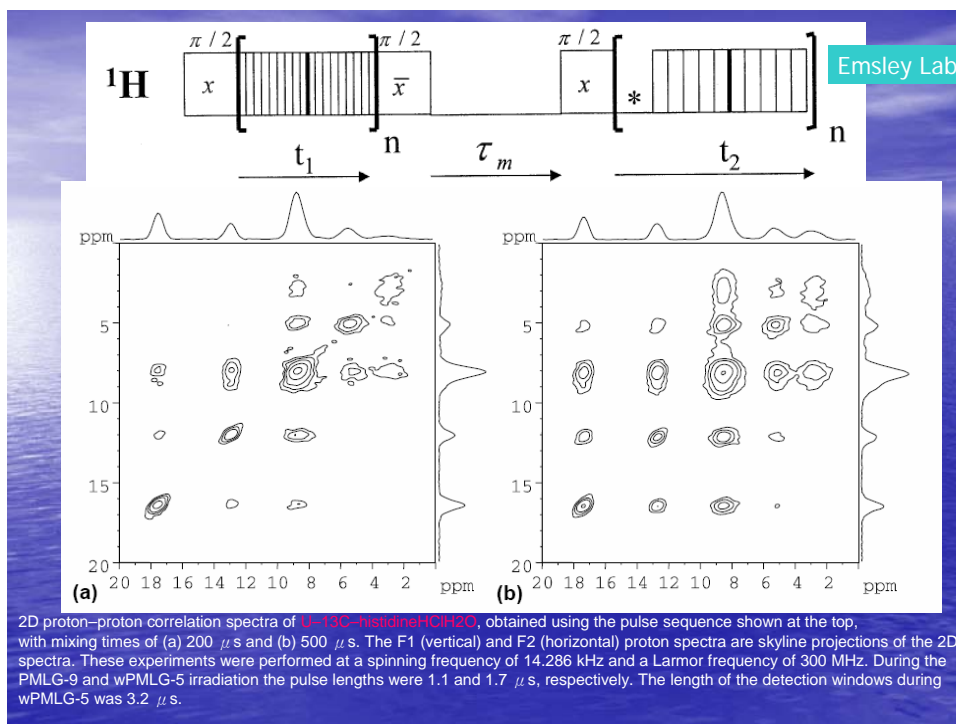 π / 2 π / 2 π / 2
Emsley Lab
¹H x x̄ x *
n n
t₁ τₘ t₂
ppm ppm
5 5
10 10
15 15
20 20
20 18 16 14 12 10 8 6 4 2 ppm 20 18 16 14 12 10 8 6 4 2 ppm
(a) (b)
2D proton–proton correlation spectra of U–13C–histidineHClH2O, obtained using the pulse sequence shown at the top,
with mixing times of (a) 200 μs and (b) 500 μs. The F1 (vertical) and F2 (horizontal) proton spectra are skyline projections of the 2D
spectra. These experiments were performed at a spinning frequency of 14.286 kHz and a Larmor frequency of 300 MHz. During the
PMLG-9 and wPMLG-5 irradiation the pulse lengths were 1.1 and 1.7 μs, respectively. The length of the detection windows during
wPMLG-5 was 3.2 μs.